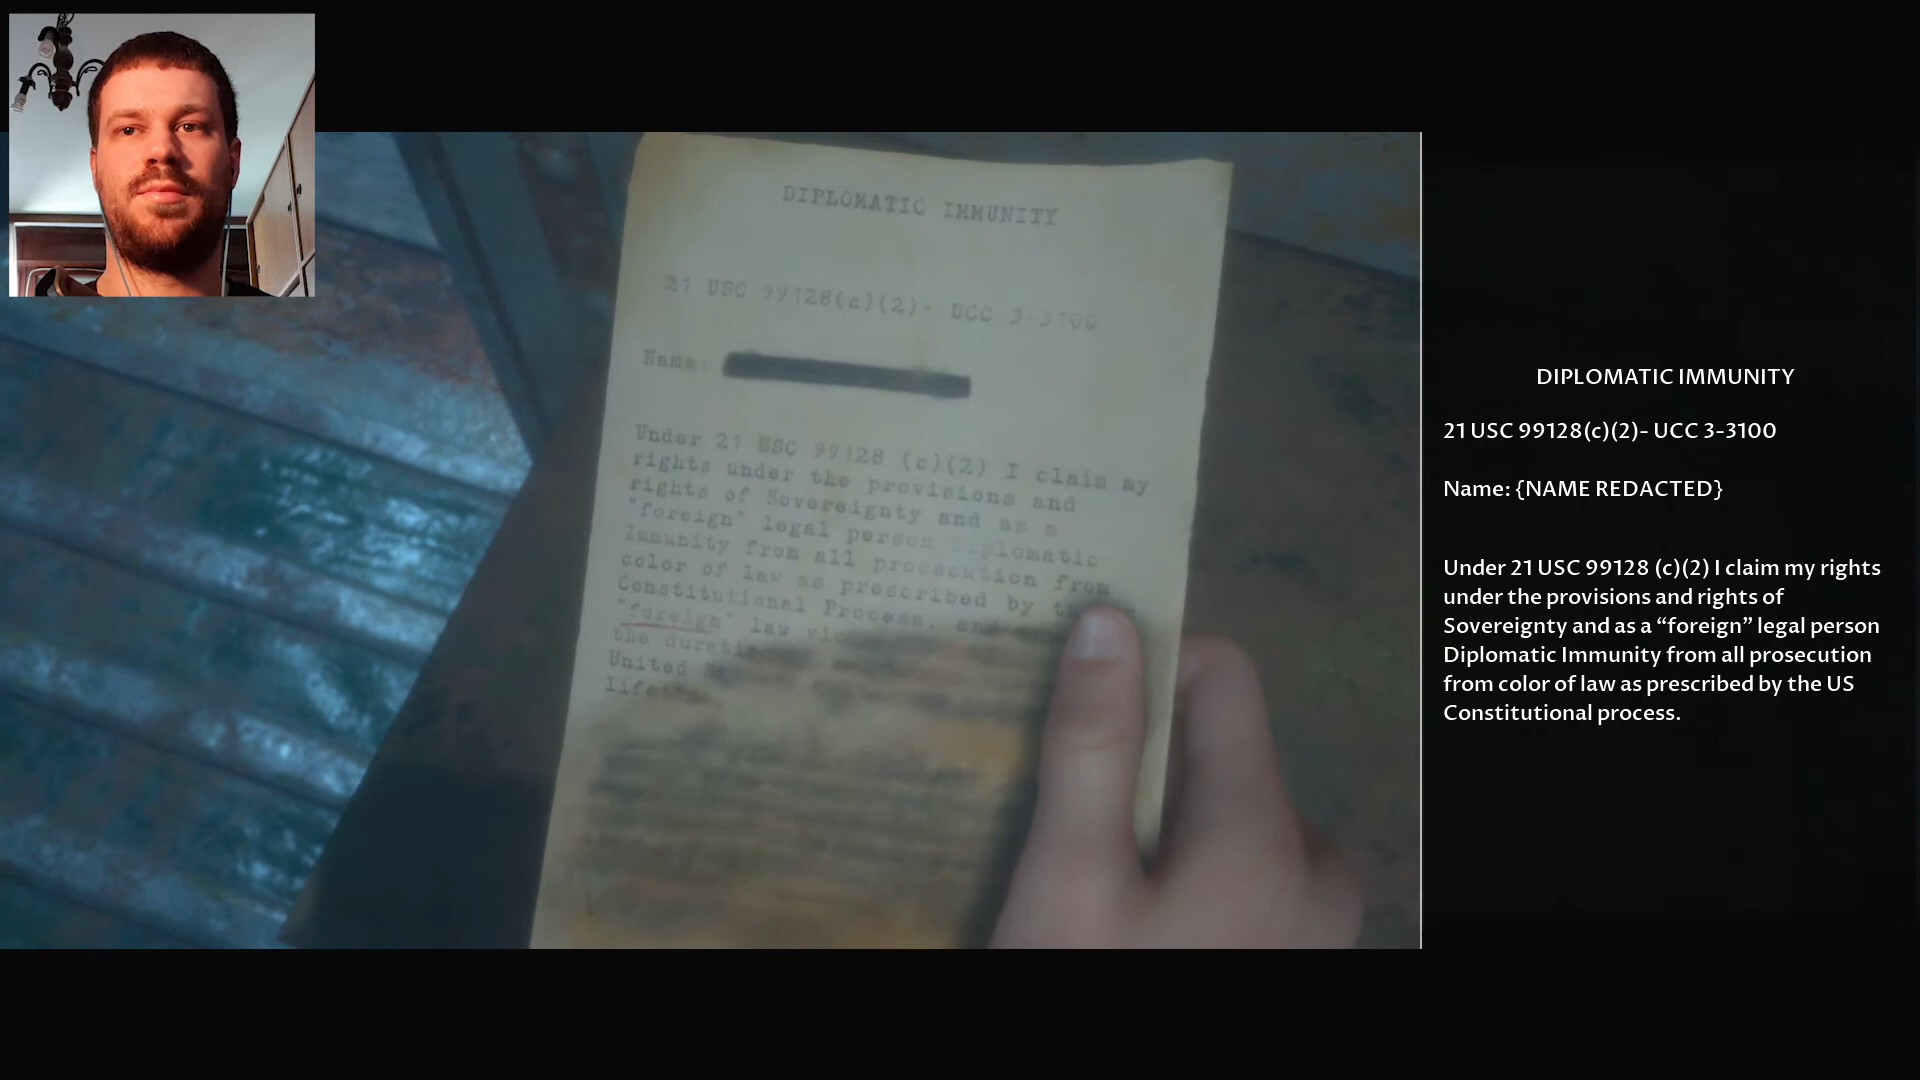 DIPLOMATIC IMMUNITY
21 USC 99128(c)(2)- UCC 3-3100
Name:
Under 21 USC 99128 (c)(2) I claim my
rights under the provisions and
rights of Sovereignty and as a
"foreign" legal person Diplomatic
Immunity from all prosecution from
color of law as prescribed by
Constitutional Process, and
"foreign" law
the
United
DIPLOMATIC IMMUNITY
21 USC 99128(c)(2)- UCC 3-3100
Name: {NAME REDACTED}
Under 21 USC 99128 (c)(2) I claim my rights
under the provisions and rights of
Sovereignty and as a “foreign” legal person
Diplomatic Immunity from all prosecution
from color of law as prescribed by the US
Constitutional process.